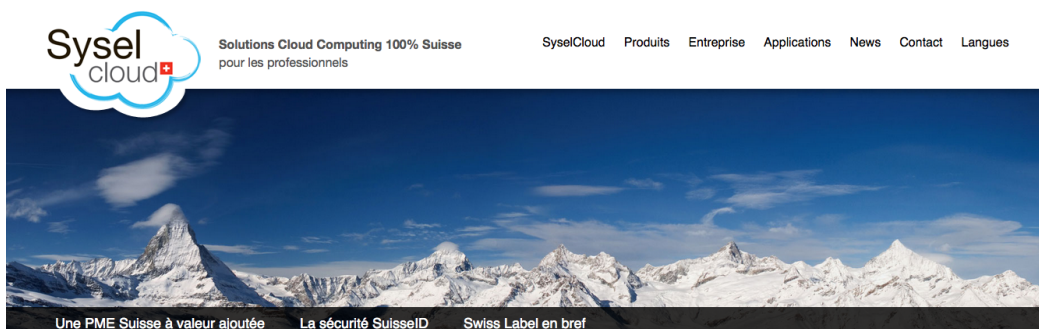 Sysel
cloud
Solutions Cloud Computing 100% Suisse
pour les professionnels
SyselCloud Produits Entreprise Applications News Contact Langues
Une PME Suisse à valeur ajoutée La sécurité SuisseID Swiss Label en bref